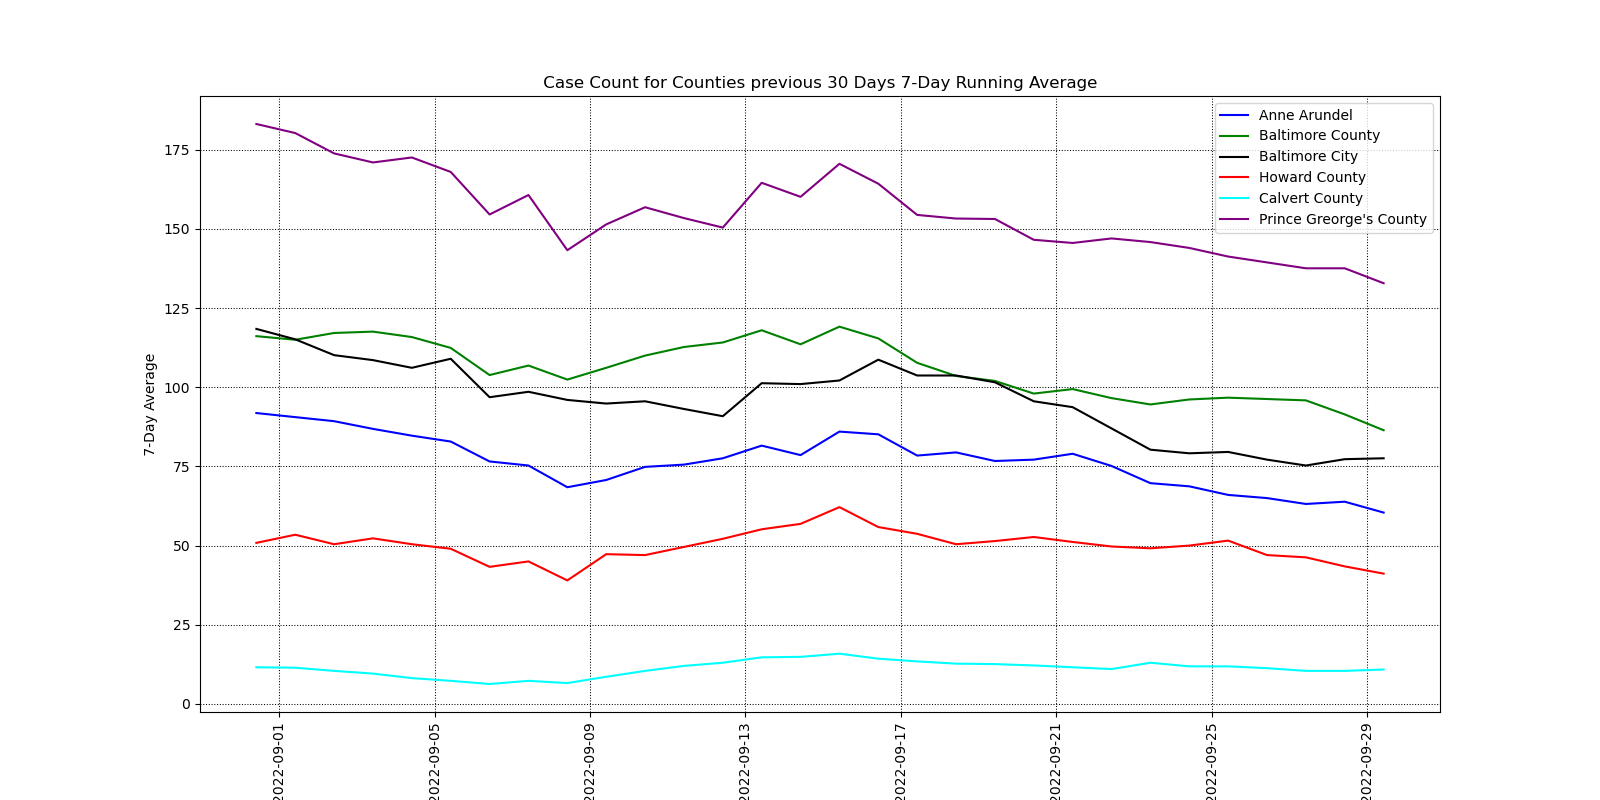 Case Count for Counties previous 30 Days 7-Day Running Average
Anne Arundel
Baltimore County
Baltimore City
Howard County
Calvert County
Prince Greorge's County
7-Day Average
175
150
125
100
75
50
25
0
2022-09-01
2022-09-05
2022-09-09
2022-09-13
2022-09-17
2022-09-21
2022-09-25
2022-09-29